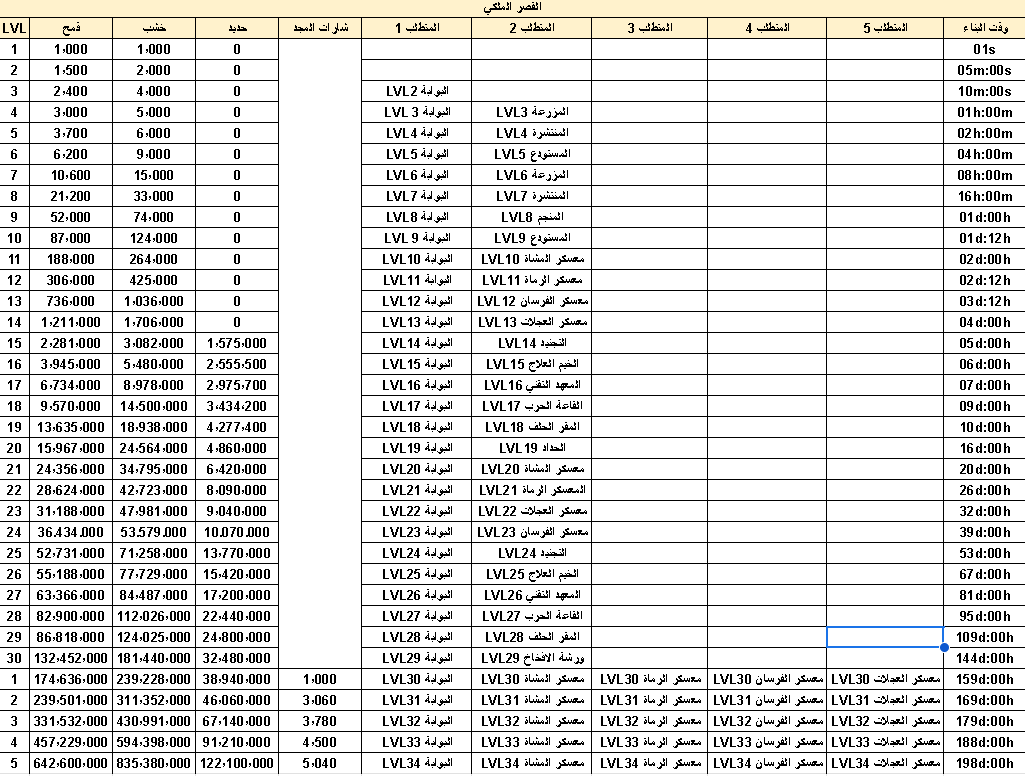 القصر الملكي
LVL قمح خشب حديد شارات المجد المتطلب 1 المتطلب 2 المتطلب 3 المتطلب 4 المتطلب 5 وقت البناء
1 1,000 1,000 0 01s
2 1,500 2,000 0 05m:00s
3 2,400 4,000 0 البوابة LVL2 10m:00s
4 3,000 5,000 0 البوابة LVL 3 المزرعة LVL3 01h:00m
5 3,700 6,000 0 البوابة LVL4 المنتشرة LVL4 02h:00m
6 6,200 9,000 0 البوابة LVL5 المستودع LVL5 04h:00m
7 10,600 15,000 0 البوابة LVL6 المزرعة LVL6 08h:00m
8 21,200 33,000 0 البوابة LVL7 المنتشرة LVL7 16h:00m
9 52,000 74,000 0 البوابة LVL8 المنجم LVL8 01d:00h
10 87,000 124,000 0 البوابة LVL 9 المستودع LVL9 01d:12h
11 188,000 264,000 0 البوابة LVL10 معسكر المشاة LVL10 02d:00h
12 306,000 425,000 0 البوابة LVL11 معسكر الرماة LVL11 02d:12h
13 736,000 1,036,000 0 البوابة LVL12 معسكر الفرسان LVL12 03d:12h
14 1,211,000 1,706,000 0 البوابة LVL13 معسكر العجلات LVL13 04d:00h
15 2,281,000 3,082,000 1,575,000 البوابة LVL14 التجنيد LVL14 05d:00h
16 3,945,000 5,480,000 2,555,500 البوابة LVL15 الخيم العلاج LVL15 06d:00h
17 6,734,000 8,978,000 2,975,700 البوابة LVL16 المعهد التقني LVL16 07d:00h
18 9,570,000 14,500,000 3,434,200 البوابة LVL17 القاعة الحرب LVL17 09d:00h
19 13,635,000 18,938,000 4,277,400 البوابة LVL18 المقر الحلف LVL18 10d:00h
20 15,967,000 24,564,000 4,860,000 البوابة LVL19 الحداد LVL19 16d:00h
21 24,356,000 34,795,000 6,420,000 البوابة LVL20 معسكر المشاة LVL20 20d:00h
22 28,624,000 42,723,000 8,090,000 البوابة LVL21 المعسكر الرماة LVL21 26d:00h
23 31,188,000 47,981,000 9,040,000 البوابة LVL22 معسكر العجلات LVL22 32d:00h
24 36.434.000 53.579.000 10.070.000 البوابة LVL23 معسكر الفرسان LVL23 39d:00h
25 52,731,000 71,258,000 13,770,000 البوابة LVL24 التجنيد LVL24 53d:00h
26 55,188,000 77,729,000 15,420,000 البوابة LVL25 الخيم العلاج LVL25 67d:00h
27 63,366,000 84,487,000 17,200,000 البوابة LVL26 المعهد التقني LVL26 81d:00h
28 82,900,000 112,026,000 22,440,000 البوابة LVL27 القاعة الحرب LVL27 95d:00h
29 86,818,000 124,025,000 24,800,000 البوابة LVL28 المقر الحلف LVL28 109d:00h
30 132,452,000 181,440,000 32,480,000 البوابة LVL29 ورشة الافخاخ LVL29 144d:00h
1 174,636,000 239,228,000 38,940,000 1,000 البوابة LVL30 معسكر المشاة LVL30 معسكر الرماة LVL30 معسكر الفرسان LVL30 معسكر العجلات LVL30 159d:00h
2 239,501,000 311,352,000 46,060,000 3,060 البوابة LVL31 معسكر المشاة LVL31 معسكر الرماة LVL31 معسكر الفرسان LVL31 معسكر العجلات LVL31 169d:00h
3 331,532,000 430,991,000 67,140,000 3,780 البوابة LVL32 معسكر المشاة LVL32 معسكر الرماة LVL32 معسكر الفرسان LVL32 معسكر العجلات LVL32 179d:00h
4 457,229,000 594,398,000 91,210,000 4,500 البوابة LVL33 معسكر المشاة LVL33 معسكر الرماة LVL33 معسكر الفرسان LVL33 معسكر العجلات LVL33 188d:00h
5 642,600,000 835,380,000 122,100,000 5,040 البوابة LVL34 معسكر المشاة LVL34 معسكر الرماة LVL34 معسكر الفرسان LVL34 معسكر العجلات LVL34 198d:00h